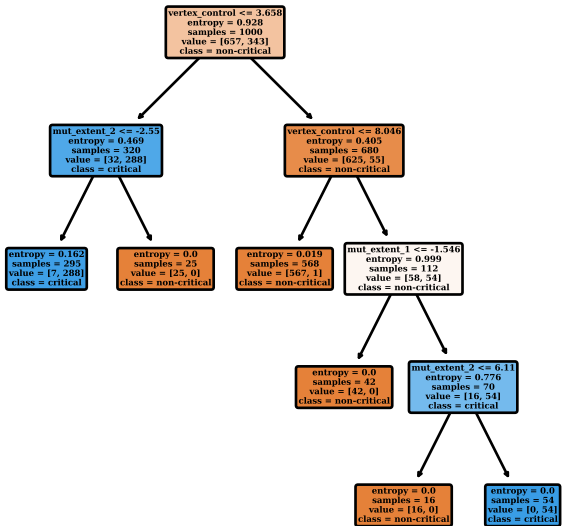 vertex_control <= 3.658
entropy = 0.928
samples = 1000
value = [657, 343]
class = non-critical
mut_extent_2 <= -2.55
entropy = 0.469
samples = 320
value = [32, 288]
class = critical
vertex_control <= 8.046
entropy = 0.405
samples = 680
value = [625, 55]
class = non-critical
entropy = 0.162
samples = 295
value = [7, 288]
class = critical
entropy = 0.0
samples = 25
value = [25, 0]
class = non-critical
entropy = 0.019
samples = 568
value = [567, 1]
class = non-critical
mut_extent_1 <= -1.546
entropy = 0.999
samples = 112
value = [58, 54]
class = non-critical
entropy = 0.0
samples = 42
value = [42, 0]
class = non-critical
mut_extent_2 <= 6.11
entropy = 0.776
samples = 70
value = [16, 54]
class = critical
entropy = 0.0
samples = 16
value = [16, 0]
class = non-critical
entropy = 0.0
samples = 54
value = [0, 54]
class = critical